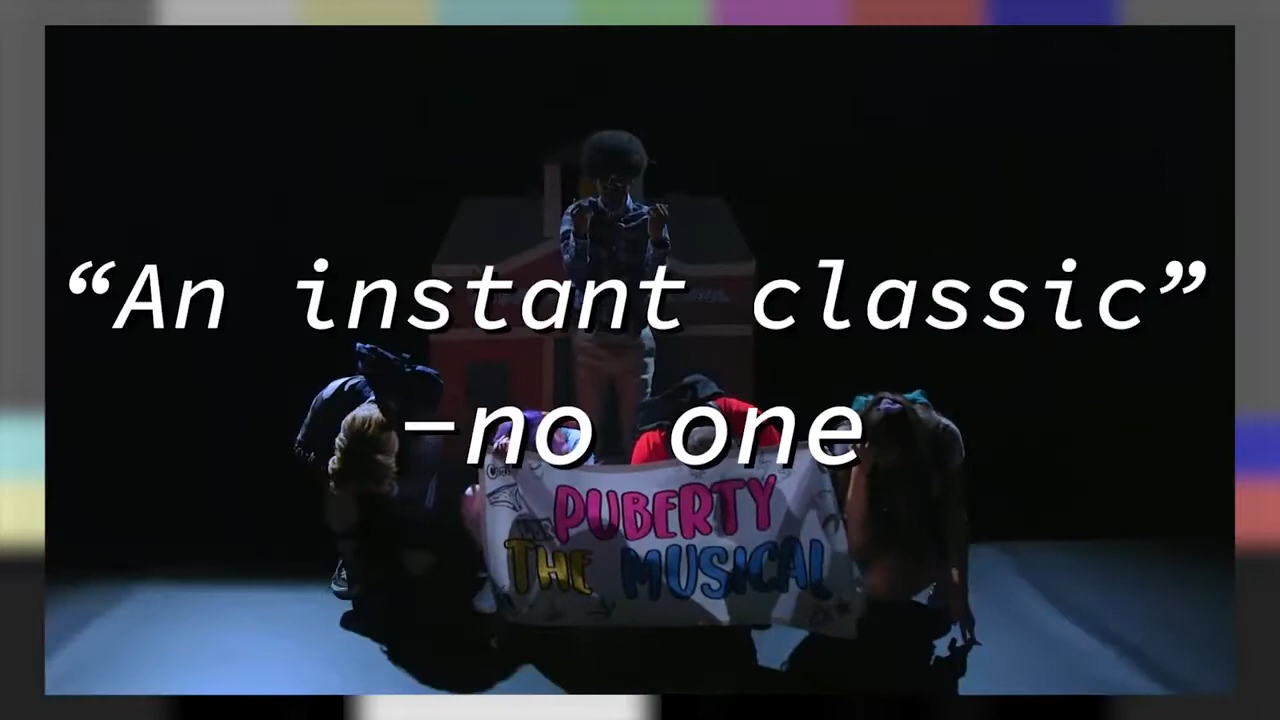 “An instant classic”
–no one
PUBERTY
THE MUSICAL